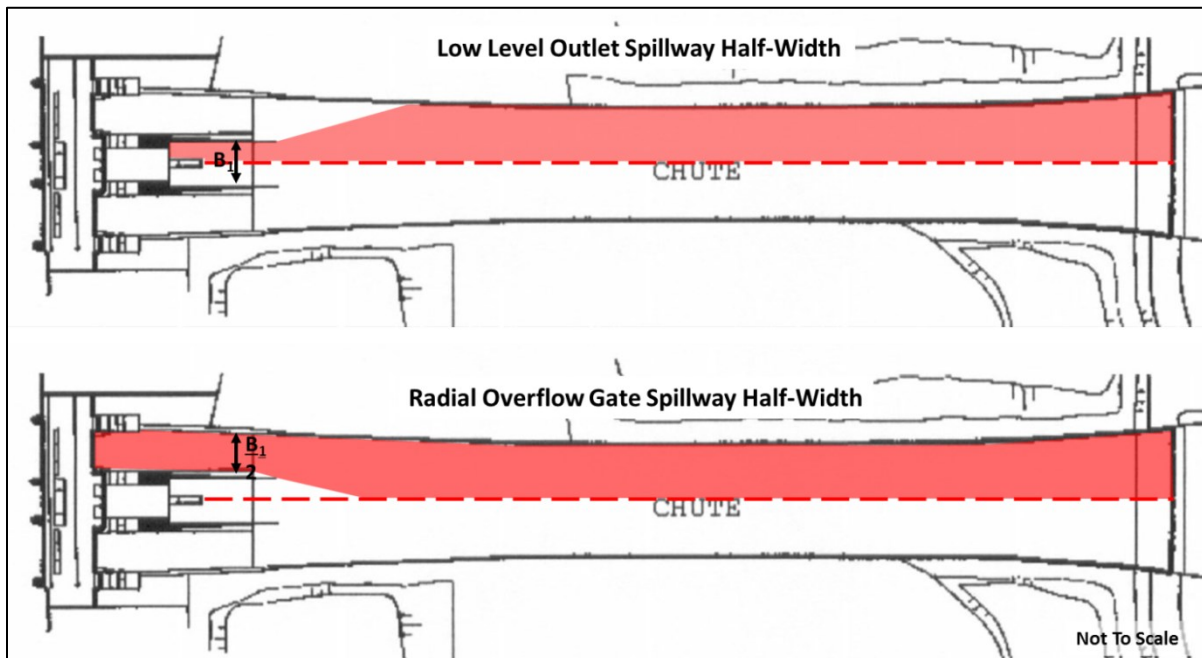 Low Level Outlet Spillway Half-Width
B₁
CHUTE
Radial Overflow Gate Spillway Half-Width
B₁
2
CHUTE
Not To Scale